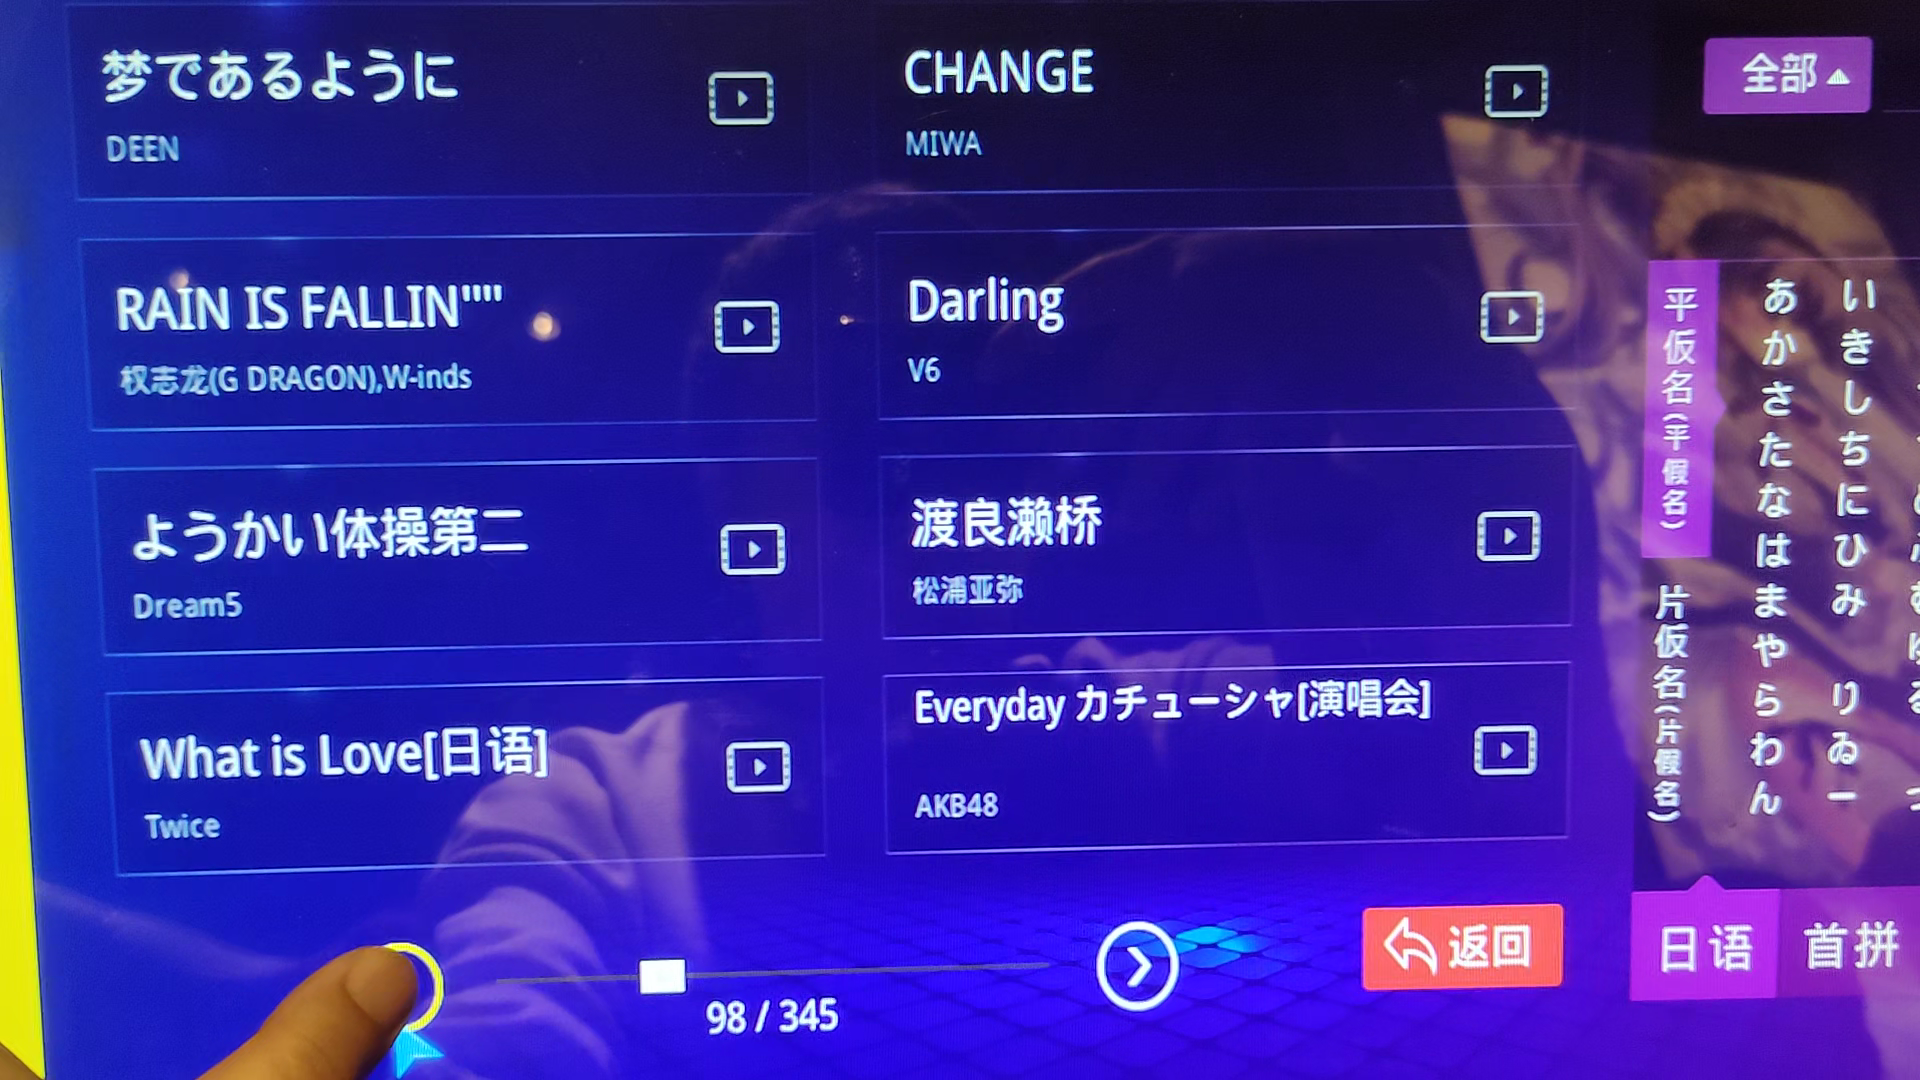 梦であるように
DEEN
CHANGE
MIWA
RAIN IS FALLIN""
权志龙(G DRAGON),W-inds
Darling
V6
ようかい体操第二
Dream5
渡良濑桥
松浦亚弥
What is Love[日语]
Twice
Everyday カチューシャ[演唱会]
AKB48
98 / 345
返回
全部
平仮名(平假名)
片仮名(片假名)
あかさたなはまやらわん
いきしちにひみ りゐー
日语
首拼